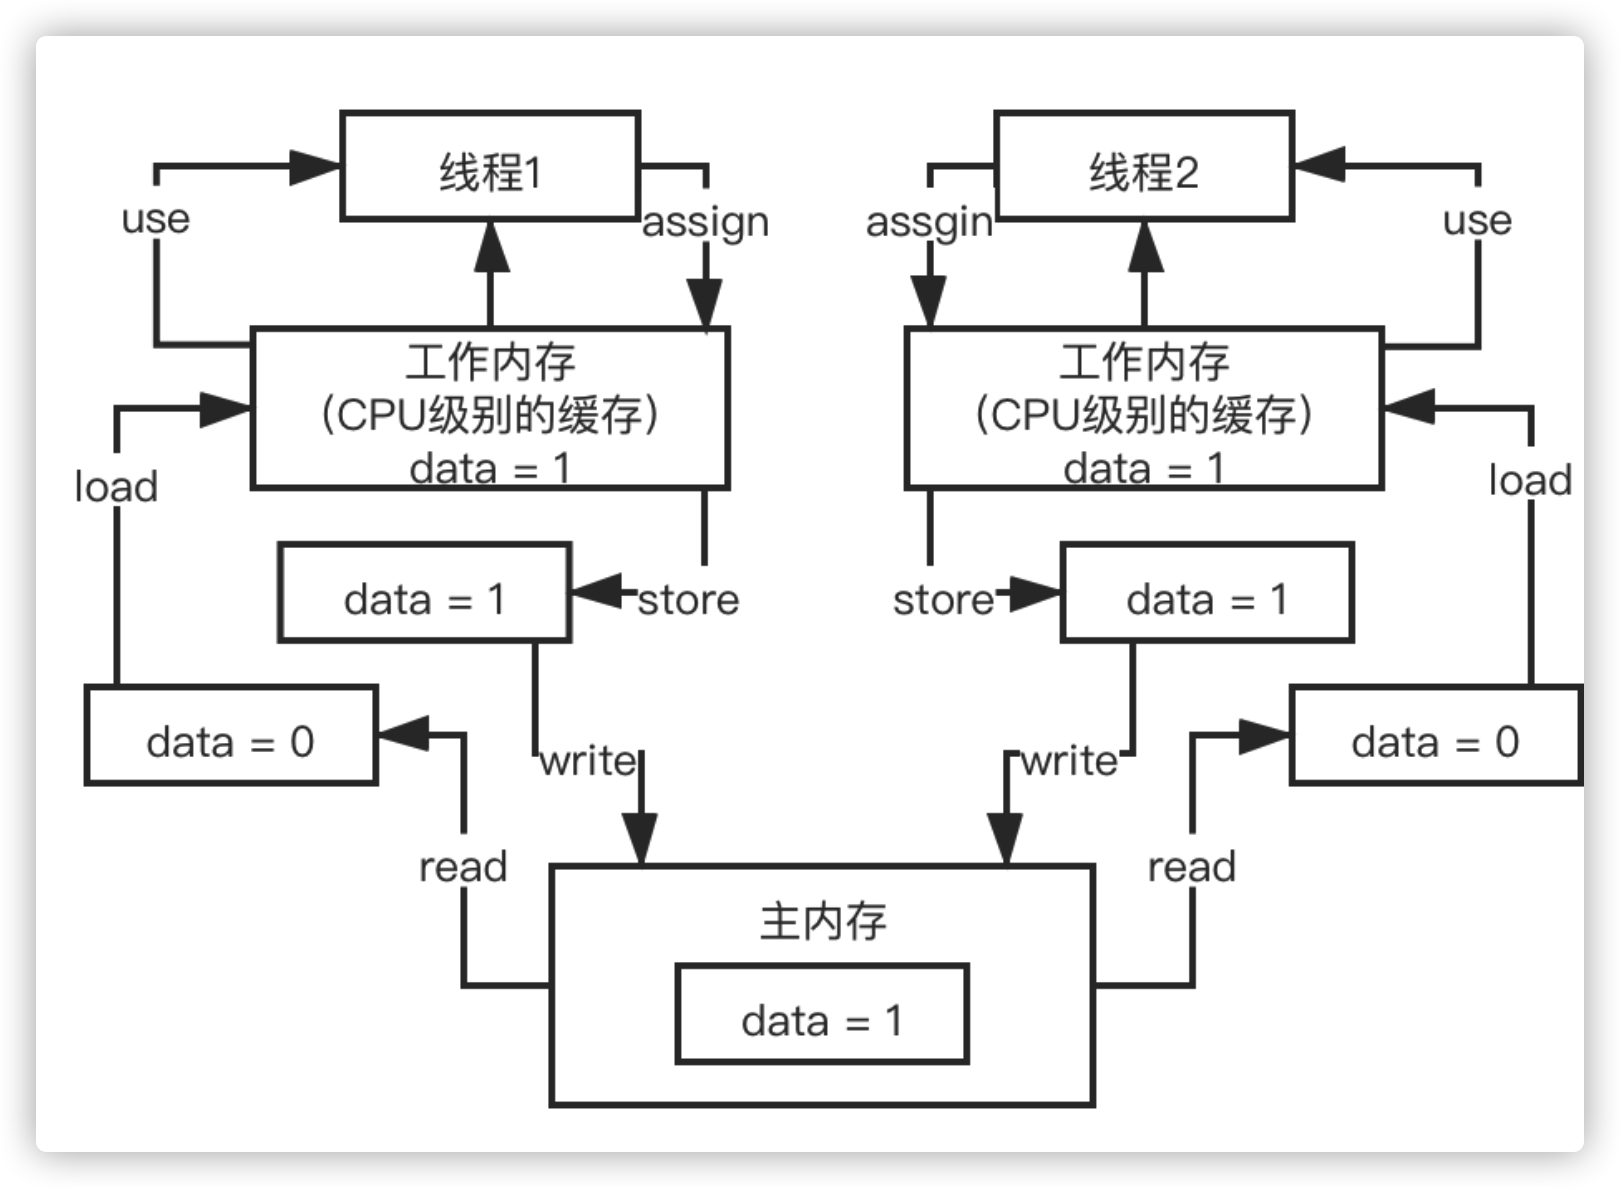 线程1
线程2
use
assign
assgin
use
工作内存
（CPU级别的缓存）
data = 1
工作内存
（CPU级别的缓存）
data = 1
load
load
data = 1
store
store
data = 1
data = 0
data = 0
write
write
read
read
主内存
data = 1